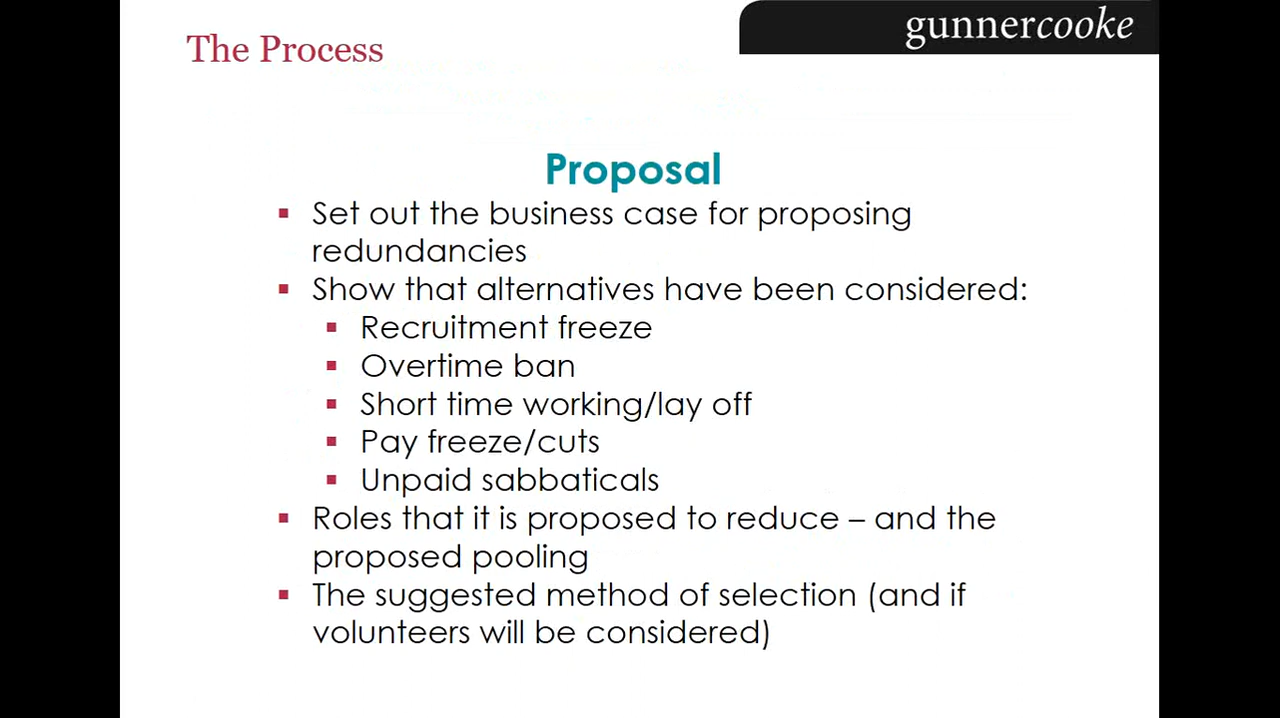 The Process
gunnercooke
Proposal
▪ Set out the business case for proposing
redundancies
▪ Show that alternatives have been considered:
▪ Recruitment freeze
▪ Overtime ban
▪ Short time working/lay off
▪ Pay freeze/cuts
▪ Unpaid sabbaticals
▪ Roles that it is proposed to reduce – and the
proposed pooling
▪ The suggested method of selection (and if
volunteers will be considered)